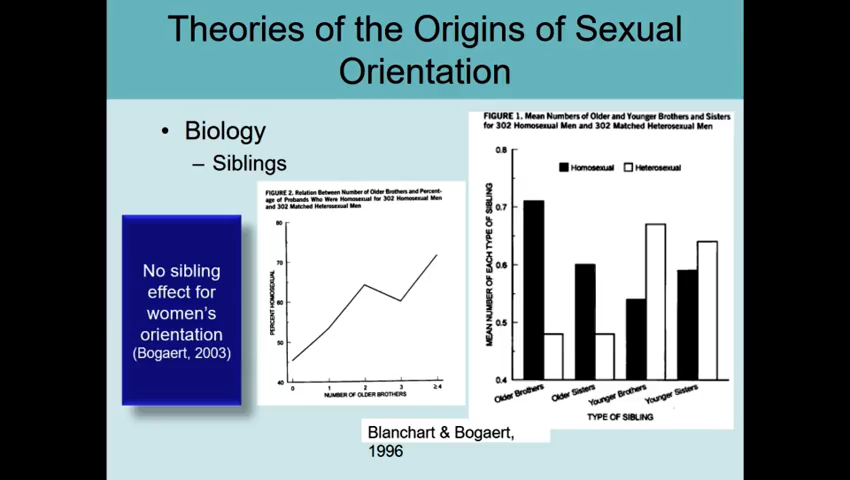 Theories of the Origins of Sexual
Orientation
• Biology
– Siblings
No sibling
effect for
women's
orientation
(Bogaert, 2003)
FIGURE 2. Relation Between Number of Older Brothers and Percent-
age of Probands Who Were Homosexual for 302 Homosexual Men
and 302 Matched Heterosexual Men
PERCENT HOMOSEXUAL
80
70
60
50
40
0 1 2 3 ≥4
NUMBER OF OLDER BROTHERS
FIGURE 1. Mean Numbers of Older and Younger Brothers and Sisters
for 302 Homosexual Men and 302 Matched Heterosexual Men
Homosexual Heterosexual
MEAN NUMBER OF EACH TYPE OF SIBLING
0.8
0.7
0.6
0.5
0.4
Older Brothers Older Sisters Younger Brothers Younger Sisters
TYPE OF SIBLING
Blanchart & Bogaert,
1996